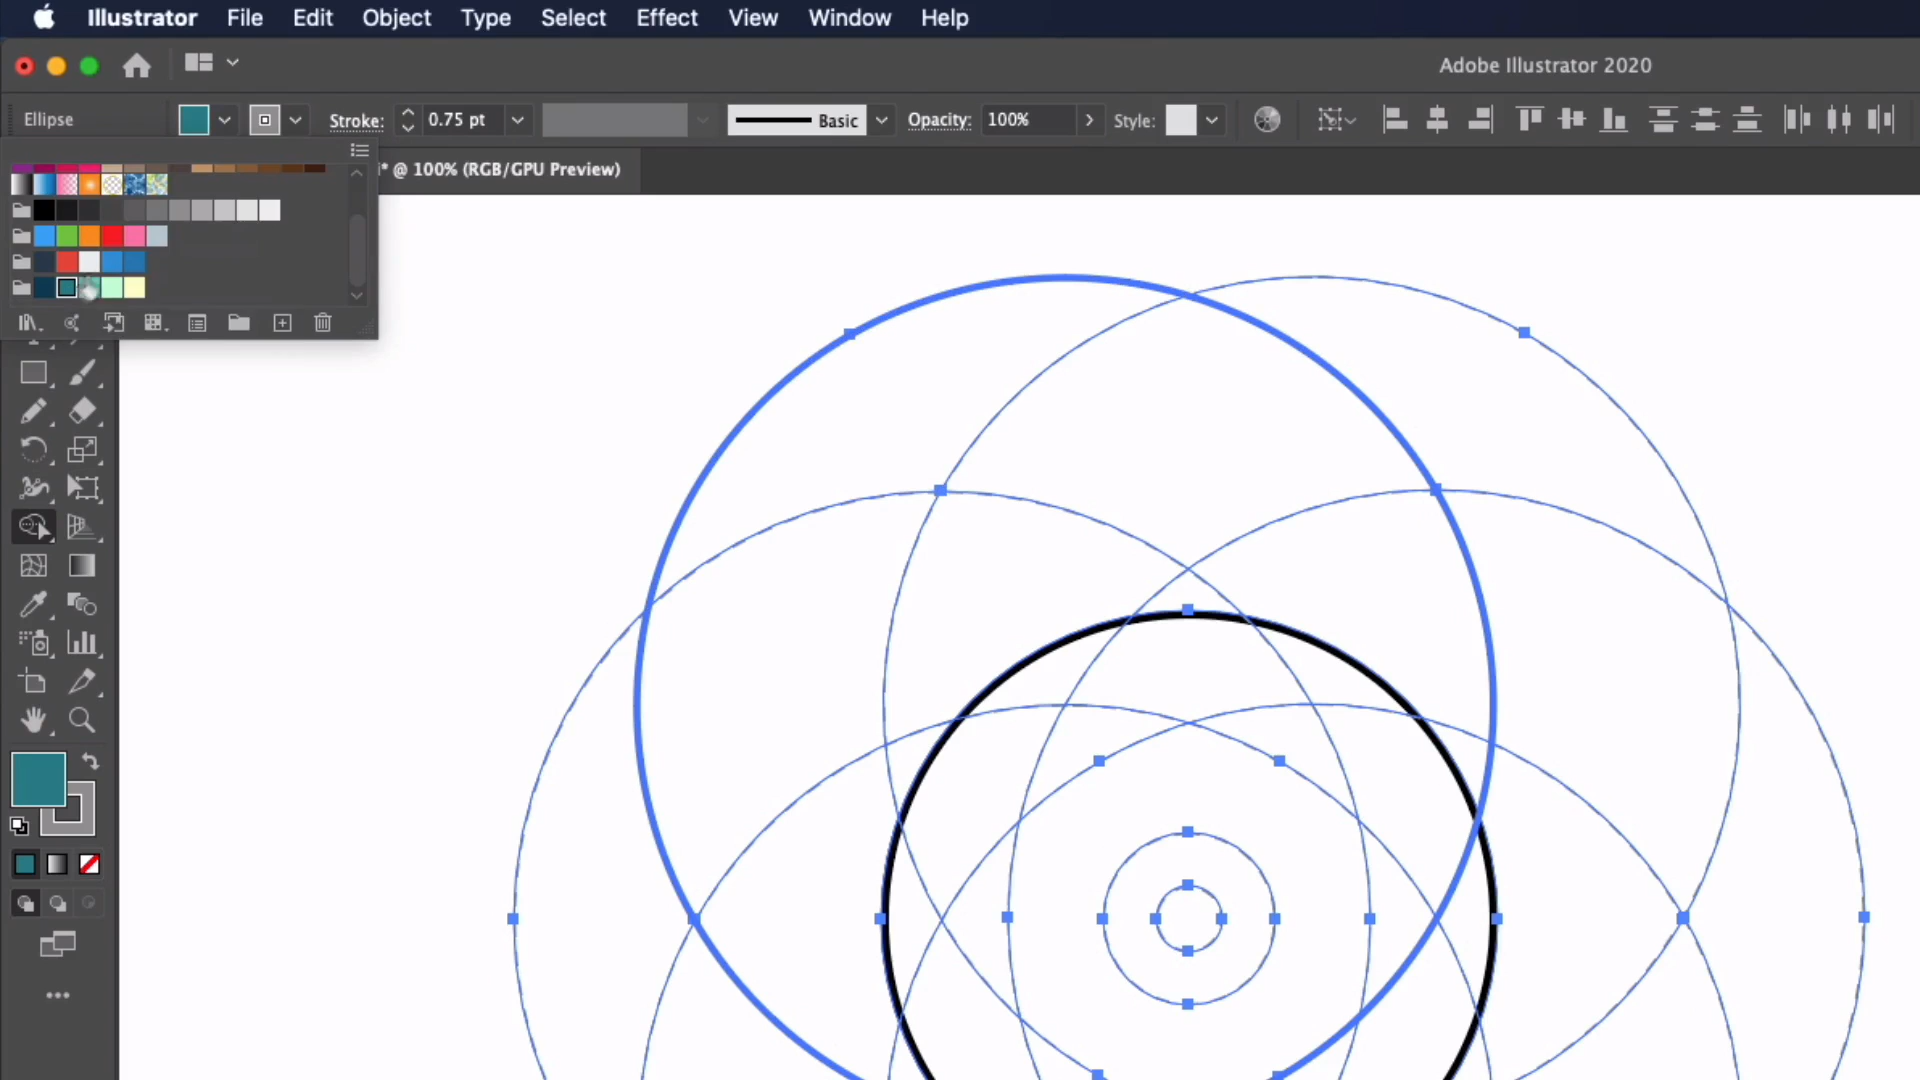 Illustrator File Edit Object Type Select Effect View Window Help
Adobe Illustrator 2020
Ellipse Stroke: 0.75 pt Basic Opacity: 100% Style:
i* @ 100% (RGB/GPU Preview)